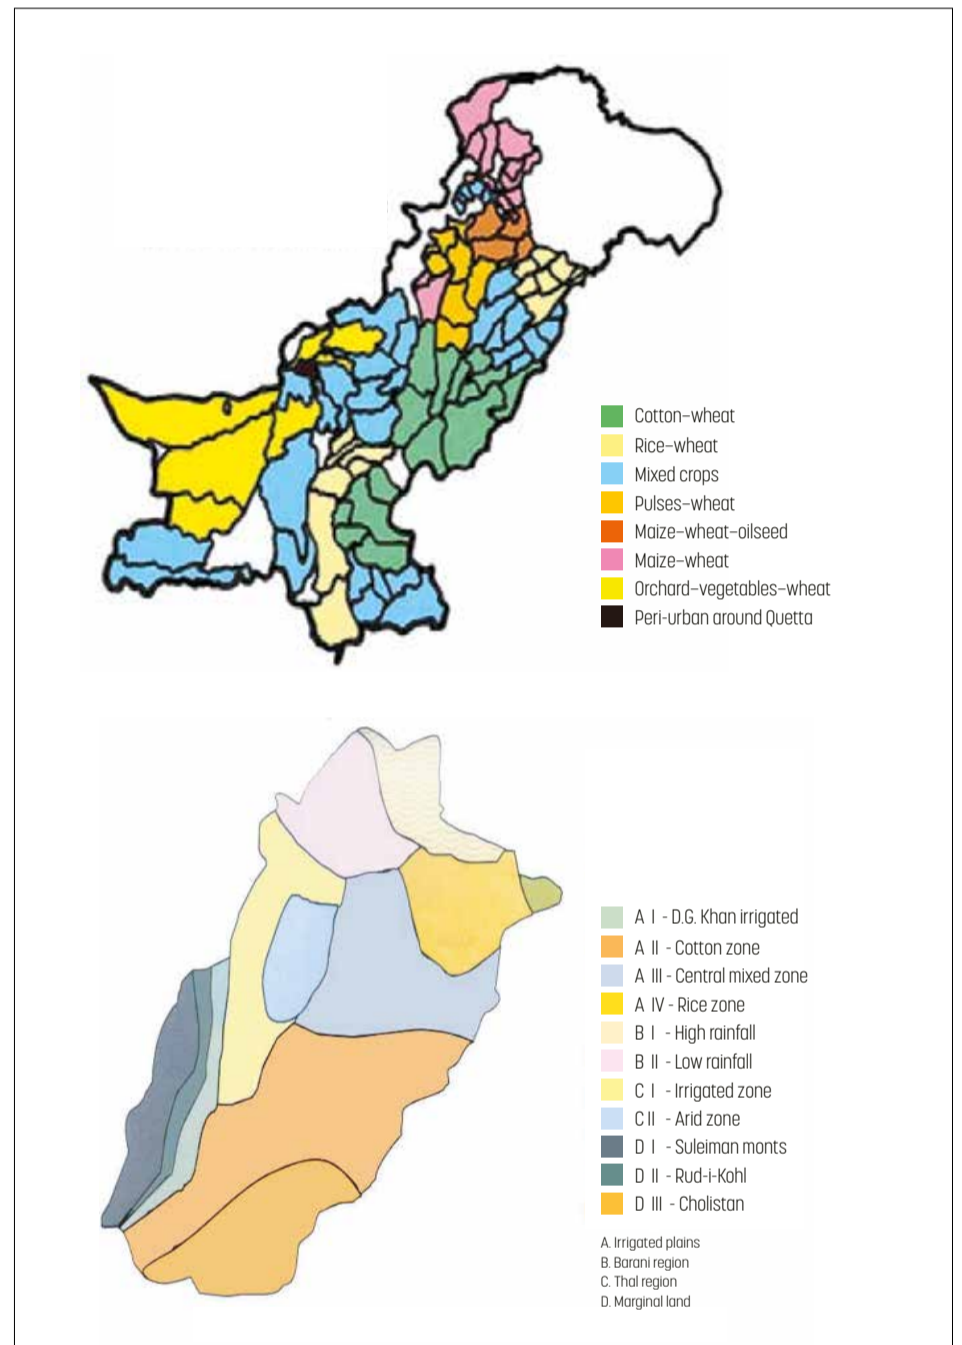 Cotton–wheat
Rice–wheat
Mixed crops
Pulses–wheat
Maize–wheat–oilseed
Maize–wheat
Orchard–vegetables–wheat
Peri-urban around Quetta
A I - D.G. Khan irrigated
A II - Cotton zone
A III - Central mixed zone
A IV - Rice zone
B I - High rainfall
B II - Low rainfall
C I - Irrigated zone
C II - Arid zone
D I - Suleiman monts
D II - Rud-i-Kohl
D III - Cholistan
A. Irrigated plains
B. Barani region
C. Thal region
D. Marginal land